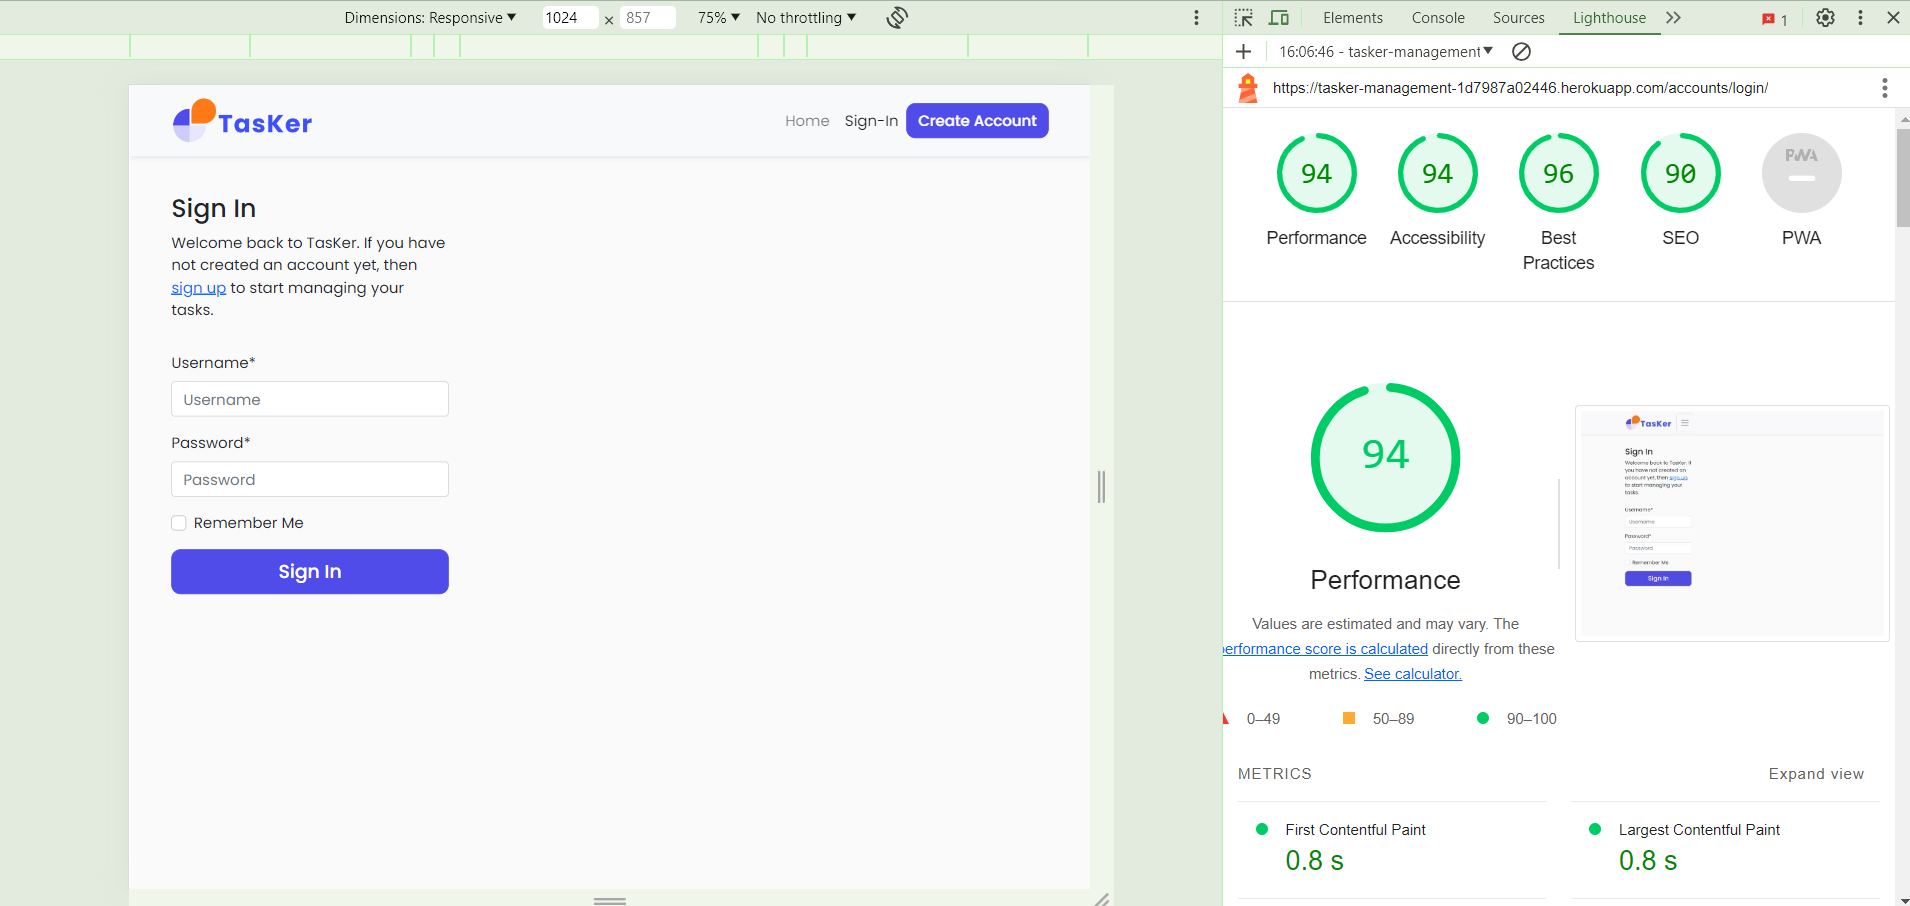 Dimensions: Responsive 1024 × 857 75% No throttling
Elements Console Sources Lighthouse 1
16:06:46 - tasker-management
https://tasker-management-1d7987a02446.herokuapp.com/accounts/login/
TasKer
Home Sign-In Create Account
Sign In
Welcome back to TasKer. If you have
not created an account yet, then
sign up to start managing your
tasks.
Username*
Username
Password*
Password
Remember Me
Sign In
94 94 96 90 PWA
Performance Accessibility Best Practices SEO PWA
94
Performance
Values are estimated and may vary. The
performance score is calculated directly from these
metrics. See calculator.
0–49 50–89 90–100
TasKer
Sign In
Welcome back to TasKer. If
you have not created an
account yet, then sign up
to start managing your
tasks.
Username*
Username
Password*
Password
Remember Me
Sign In
METRICS Expand view
First Contentful Paint
0.8 s
Largest Contentful Paint
0.8 s